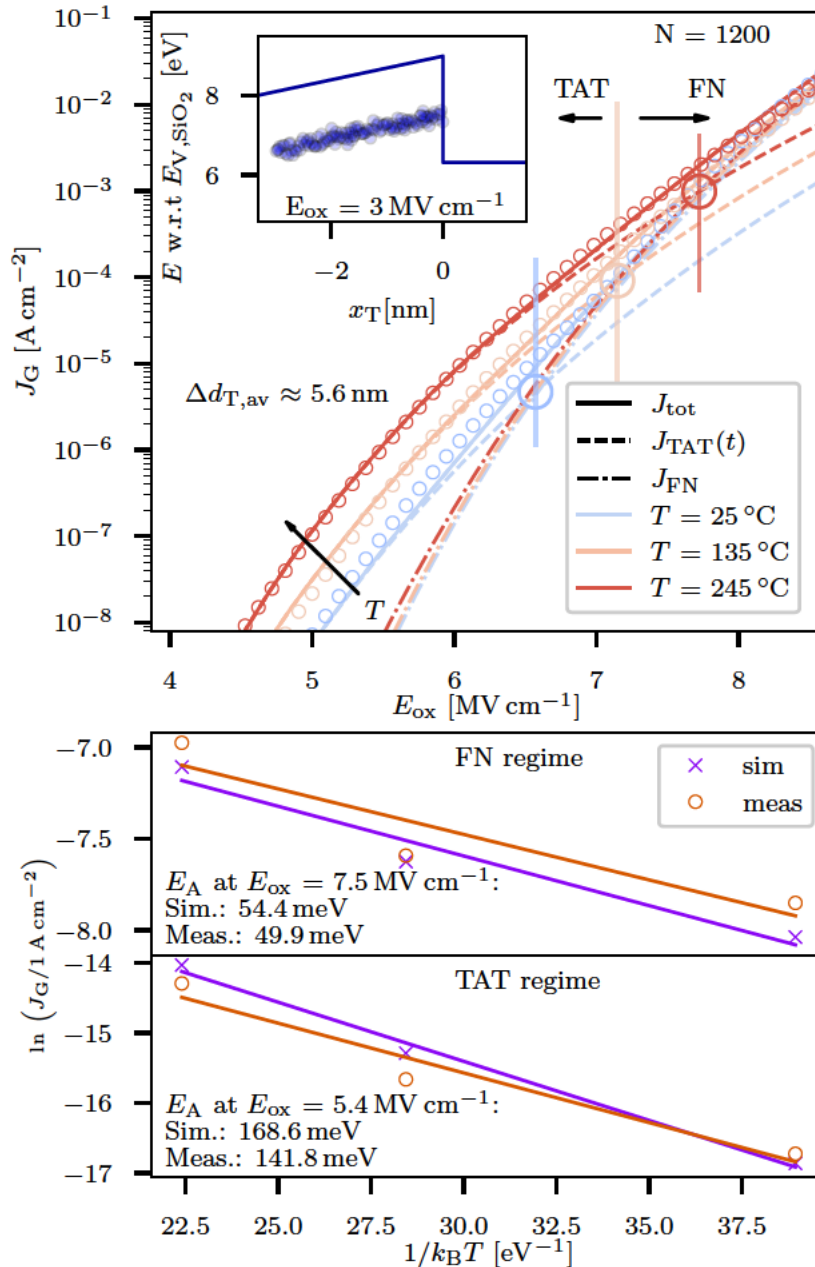 10⁻¹
10⁻²
10⁻³
10⁻⁴
10⁻⁵
10⁻⁶
10⁻⁷
10⁻⁸
J_G [A cm⁻²]
N = 1200
TAT
FN
E w.r.t E_V,SiO₂ [eV]
8
6
E_ox = 3 MV cm⁻¹
−2
0
x_T[nm]
Δd_T,av ≈ 5.6 nm
T
J_tot
J_TAT(t)
J_FN
T = 25 °C
T = 135 °C
T = 245 °C
4 5 6 7 8
E_ox [MV cm⁻¹]
−7.0
−7.5
−8.0
FN regime
sim
meas
E_A at E_ox = 7.5 MV cm⁻¹:
Sim.: 54.4 meV
Meas.: 49.9 meV
ln (J_G/1 A cm⁻²)
−14
−15
−16
−17
TAT regime
E_A at E_ox = 5.4 MV cm⁻¹:
Sim.: 168.6 meV
Meas.: 141.8 meV
22.5 25.0 27.5 30.0 32.5 35.0 37.5
1/k_BT [eV⁻¹]